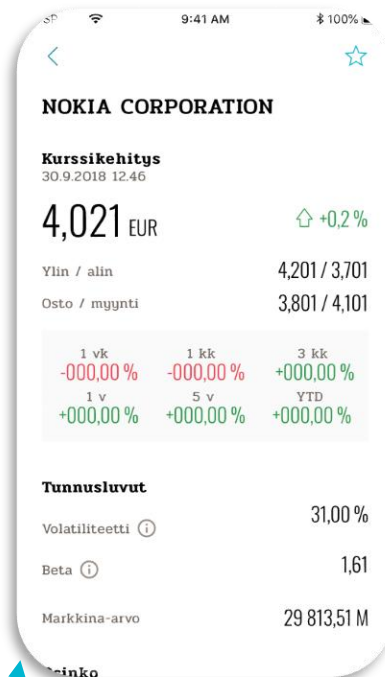 9:41 AM 100%
NOKIA CORPORATION
Kurssikehitys
30.9.2018 12.46
4,021 EUR +0,2 %
Ylin / alin 4,201 / 3,701
Osto / myynti 3,801 / 4,101
1 vk 1 kk 3 kk
-000,00 % -000,00 % +000,00 %
1 v 5 v YTD
+000,00 % +000,00 % +000,00 %
Tunnusluvut
Volatiliteetti 31,00 %
Beta 1,61
Markkina-arvo 29 813,51 M